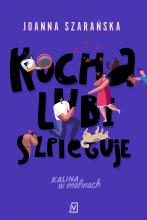 JOANNA SZARAŃSKA
KOCHA
LUBI
SZPIEGUJE
KALINA
w malinach